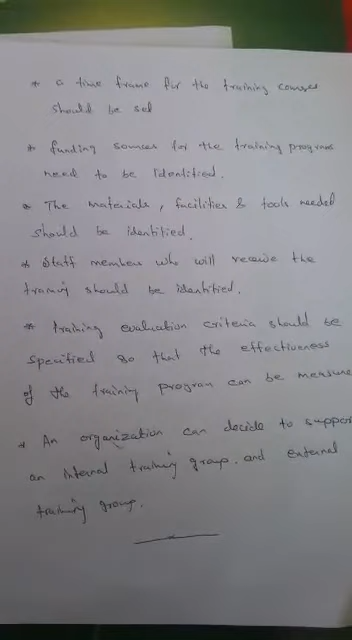 * a time frame for the training courses
should be set
* funding sources for the training programs
need to be identified.
* The materials, facilities & tools needed
should be identified.
* Staff members who will receive the
training should be identified.
* training evaluation criteria should be
specified so that the effectiveness
of the training program can be measure
* An organization can decide to suppor
an internal training group. and external
training group.